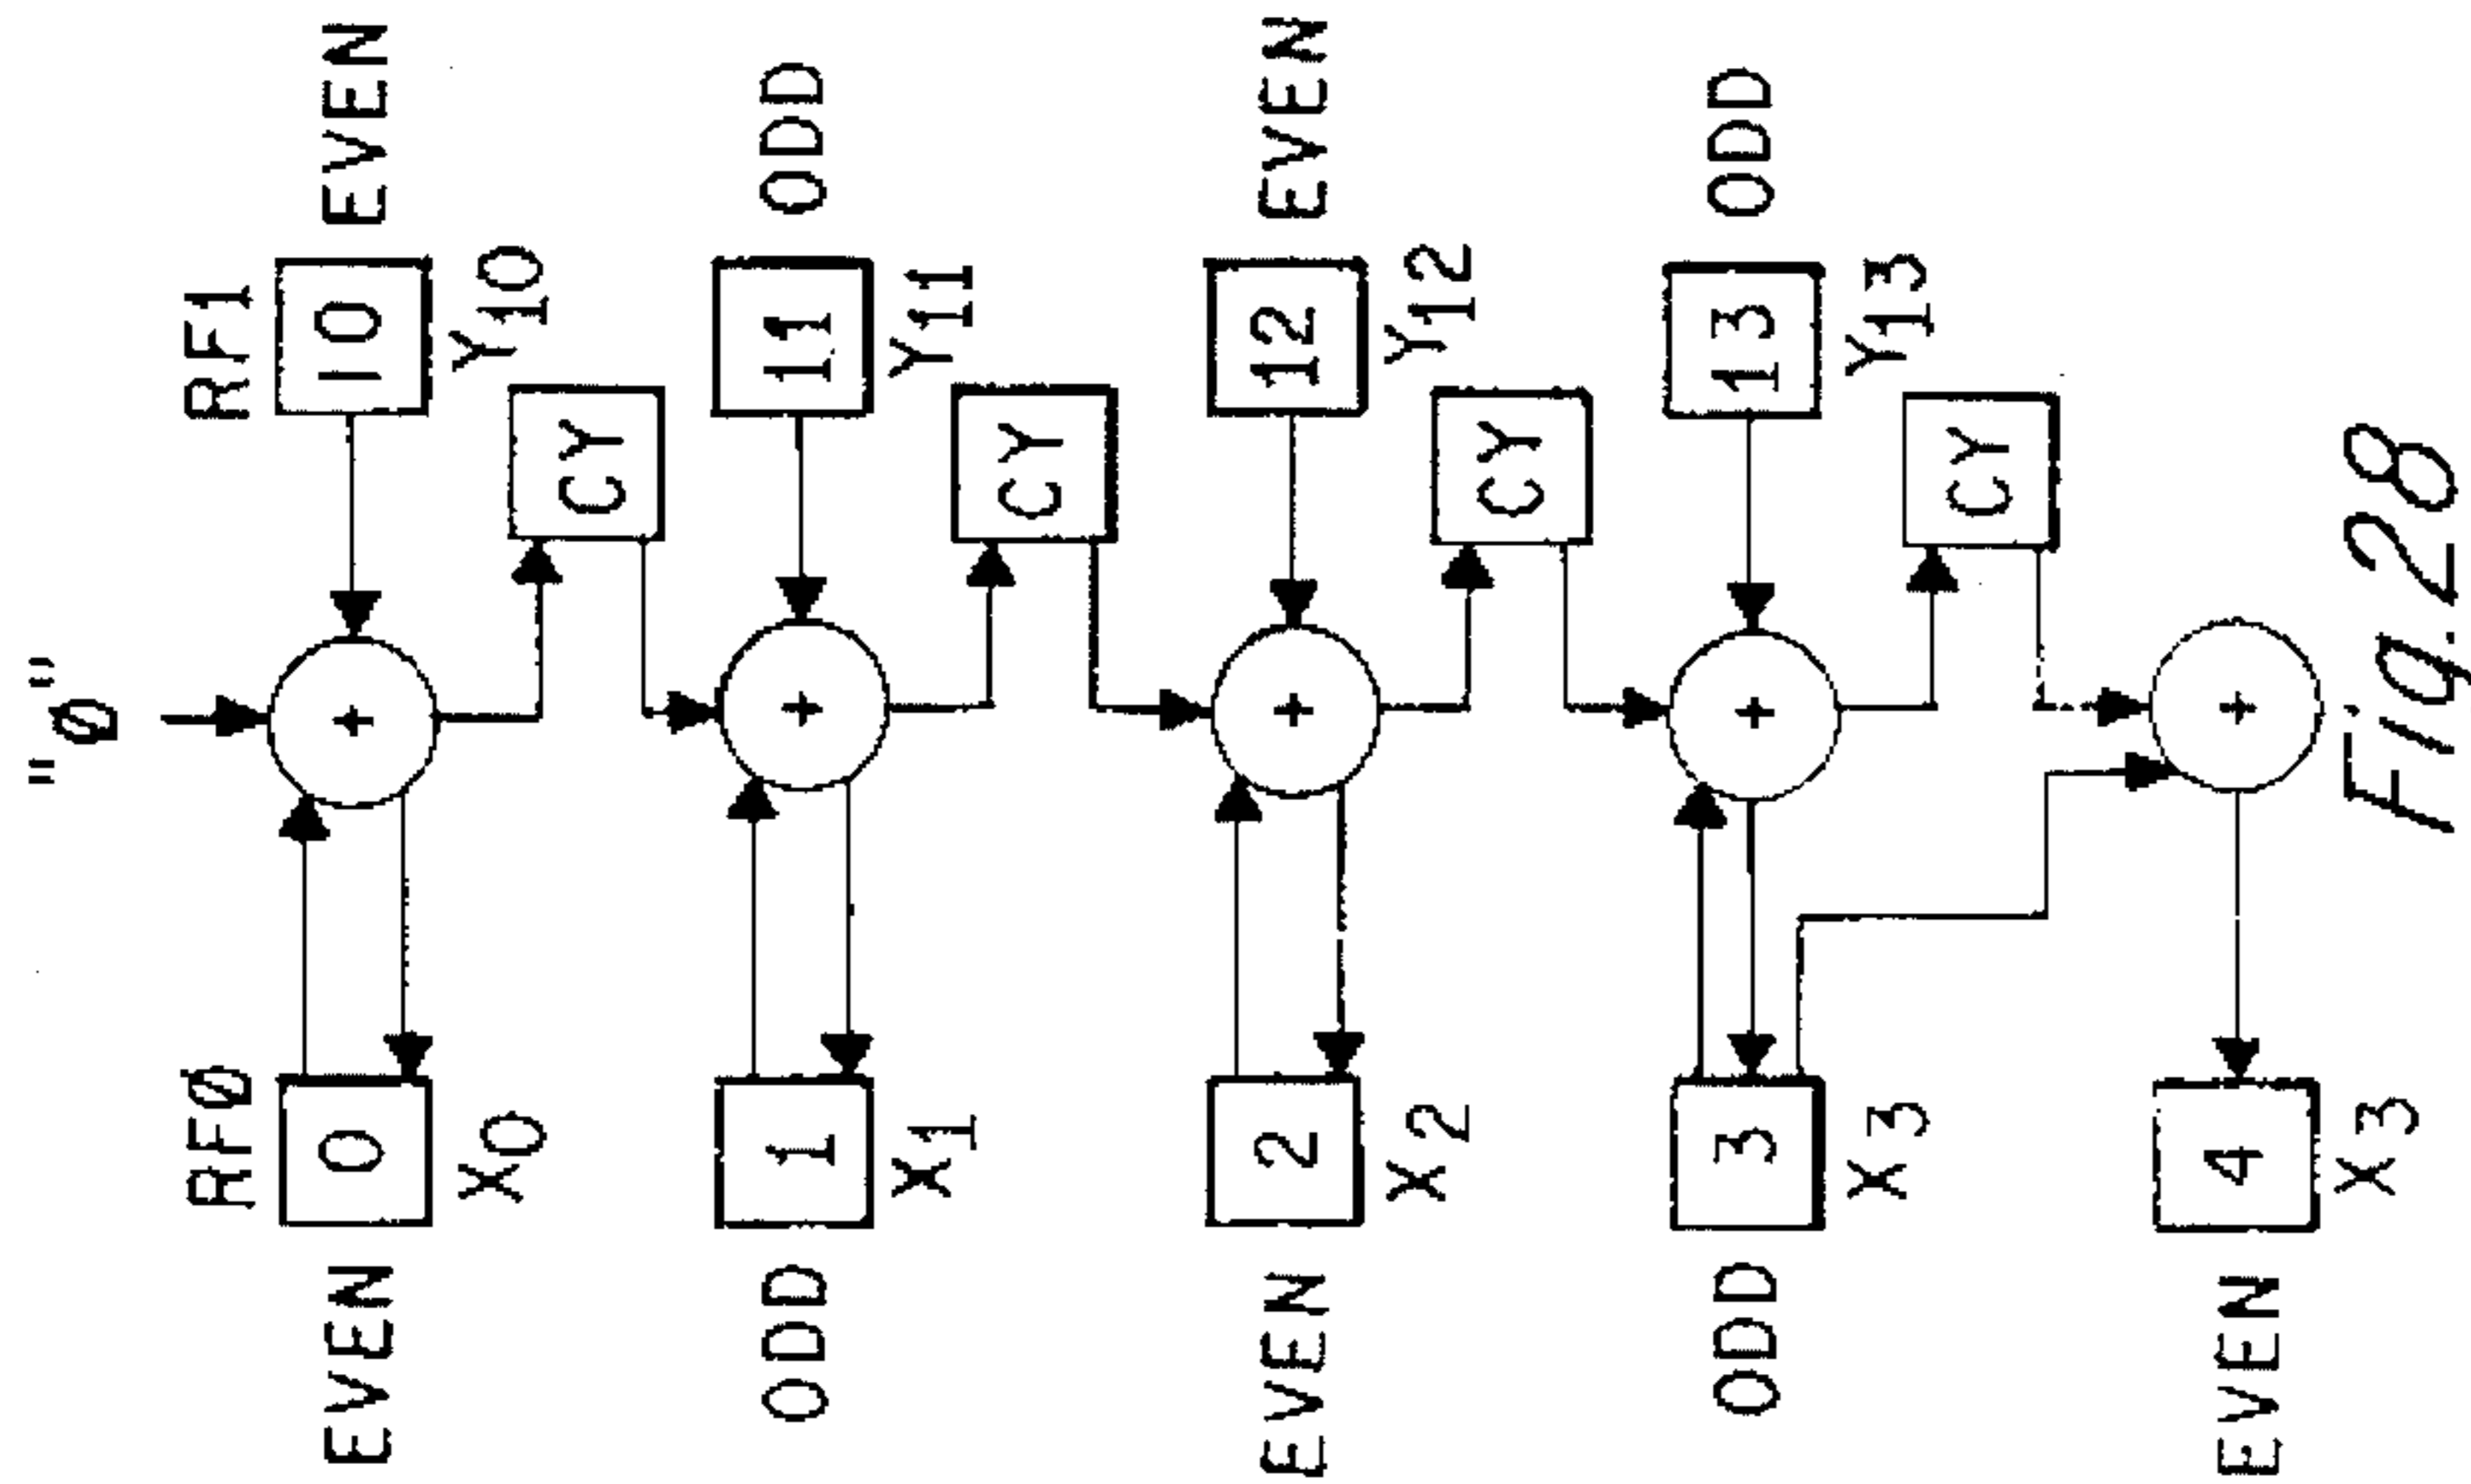 "Ø"
RFØ RF1
EVEN 0 + 10 EVEN
X0 Y10
CY
ODD 1 + 11 ODD
X1 Y11
CY
EVEN 2 + 12 EVEN
X2 Y12
CY
ODD 3 + 13 ODD
X3 Y13
CY
EVEN 4 +
X3
Fig. 28